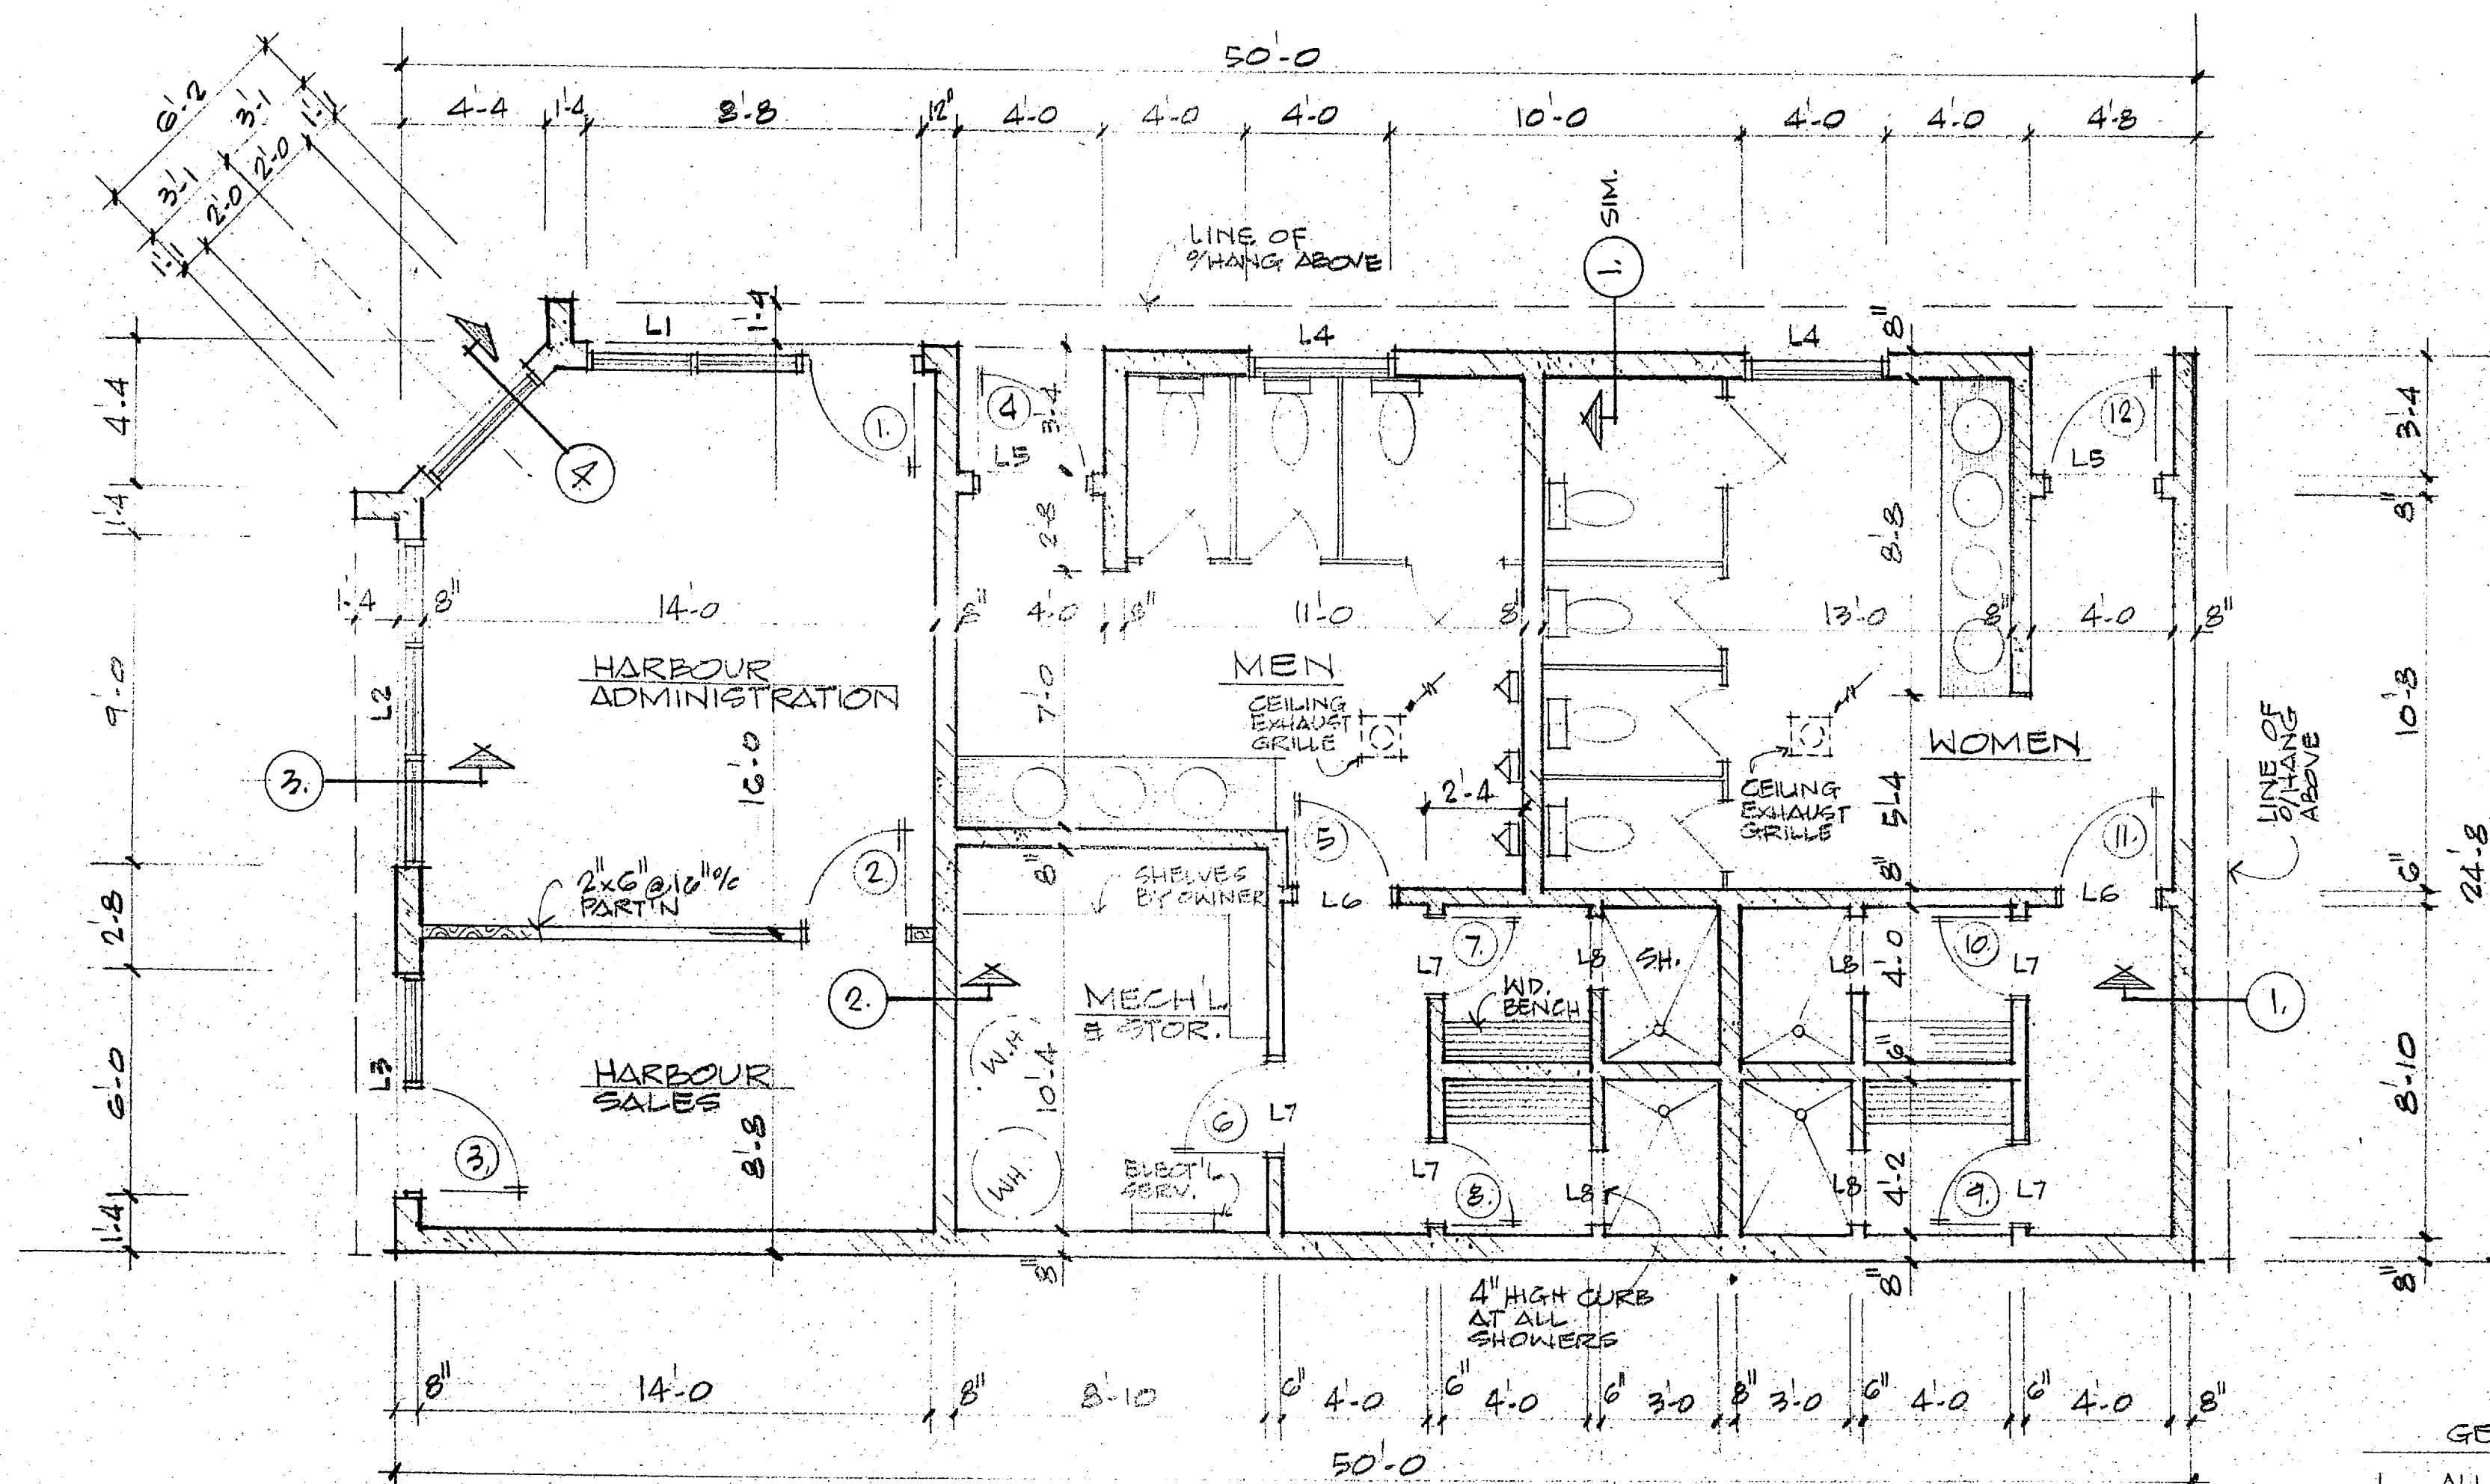 50'-0
4'-4 1'-4 8'-8 12" 4'-0 4'-0 4'-0 10'-0 4'-0 4'-0 4'-8
6'-2
3'-1 3'-1
1'-1 2'-0 2'-0 1'-1
LINE OF
O/HANG ABOVE
1. SIM.
L1 1'-4 L4 L4 8"
4'-4 1. 4 3'-4 L5 12 L5 3'-4
4
1'-4 2'-8 8'-8 8"
1'-4 8" 14'-0 8" 4'-0 8" 11'-0 8" 13'-0 8" 4'-0 8"
HARBOUR
ADMINISTRATION
MEN
CEILING
EXHAUST
GRILLE
WOMEN
CEILING
EXHAUST
GRILLE
LINE OF
O/HANG
ABOVE
9'-0 L2 7'-0 10'-8
3. 16'-0 2'-4 5'-4
2 5 11.
2"x6"@16"O/C
PART'N
8" SHELVES
BY OWNER
L6 8" L6 6" 24'-8
2'-8
7. L7 L8 SH. L8 4'-0 10. L7
2. MECH'L
& STOR.
WD.
BENCH
1.
W.H 10'-4 6"
6'-0 L3 HARBOUR
SALES
8'-8 6 L7 8'-10
3. W.H. ELECT'L
SERV.
L7 8. L8 L8 4'-2 9. L7
1'-4 8" 8" 8"
4" HIGH CURB
AT ALL
SHOWERS
8" 14'-0 8" 8'-10 6" 4'-0 6" 4'-0 6" 3'-0 8" 3'-0 6" 4'-0 6" 4'-0 8"
50'-0
GE
1. ALL